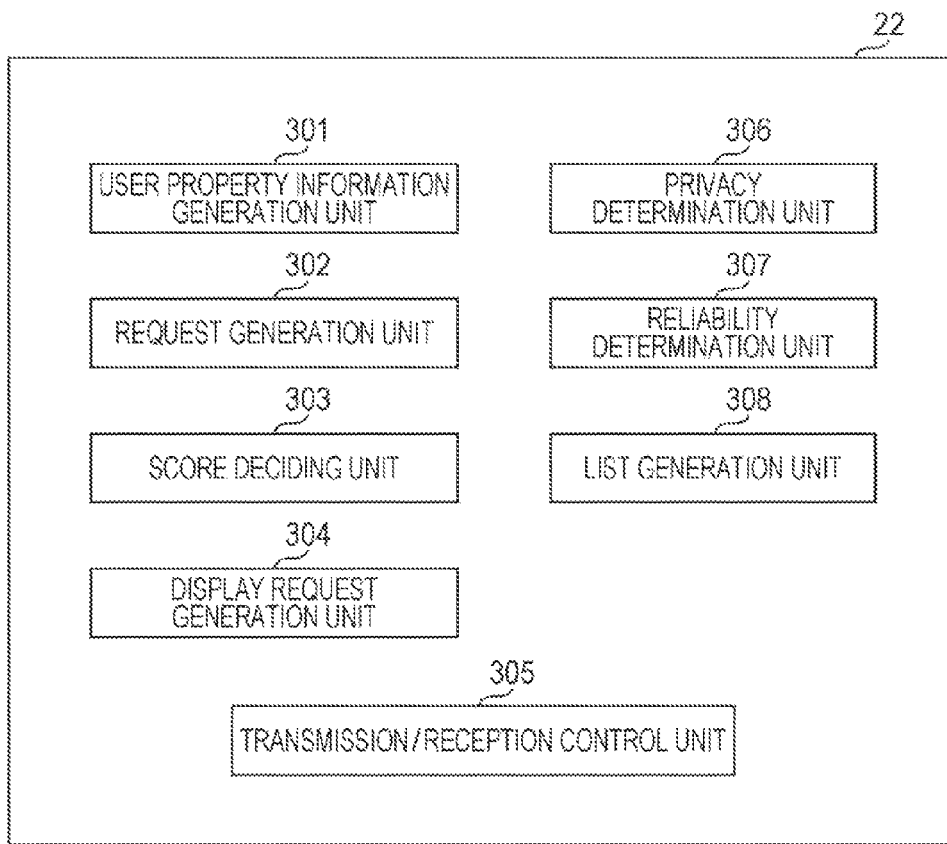 22
301
USER PROPERTY INFORMATION
GENERATION UNIT
302
REQUEST GENERATION UNIT
303
SCORE DECIDING UNIT
304
DISPLAY REQUEST
GENERATION UNIT
306
PRIVACY
DETERMINATION UNIT
307
RELIABILITY
DETERMINATION UNIT
308
LIST GENERATION UNIT
305
TRANSMISSION/RECEPTION CONTROL UNIT